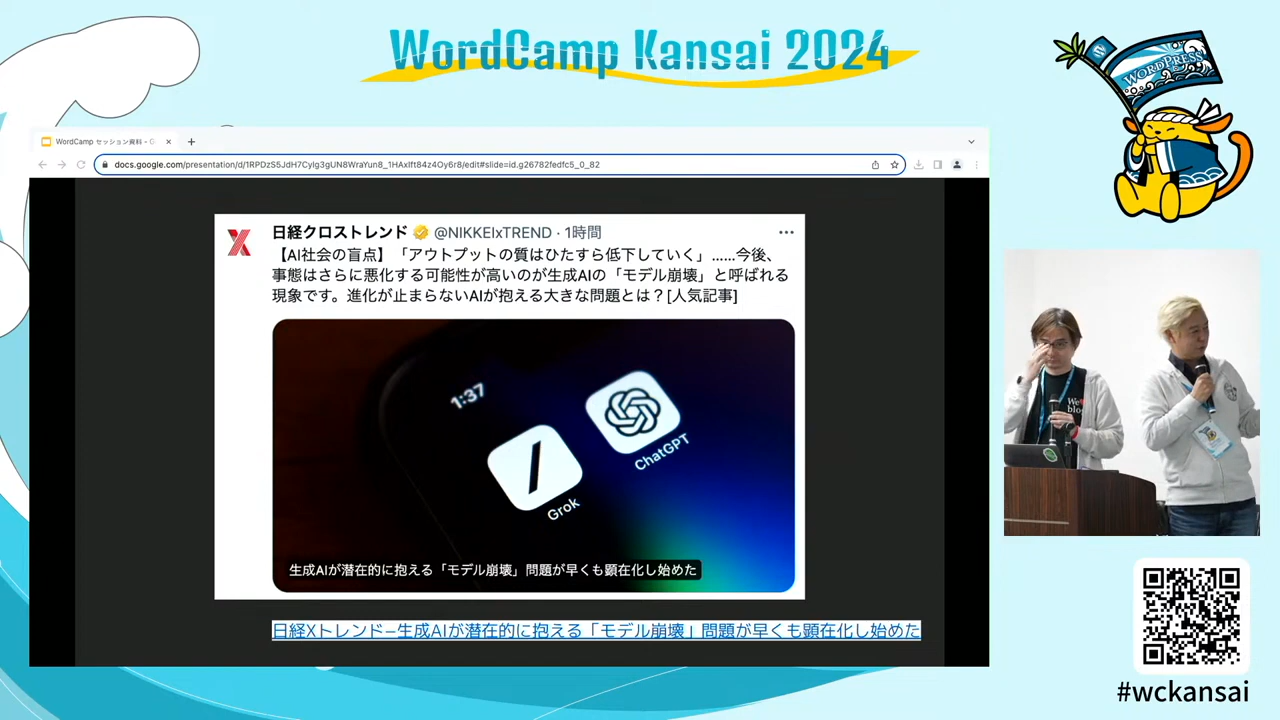 WordCamp Kansai 2024
WORDPRESS
WordCamp セッション資料 - G
docs.google.com/presentation/d/1RPDzS5JdH7Cylg3gUN8WraYun8_1HAxIft84z4Oy6r8/edit#slide=id.g26782fedfc5_0_82
日経クロストレンド @NIKKEIxTREND · 1時間
【AI社会の盲点】「アウトプットの質はひたすら低下していく」……今後、
事態はさらに悪化する可能性が高いのが生成AIの「モデル崩壊」と呼ばれる
現象です。進化が止まらないAIが抱える大きな問題とは？[人気記事]
1:37
ChatGPT
Grok
生成AIが潜在的に抱える「モデル崩壊」問題が早くも顕在化し始めた
日経Xトレンド–生成AIが潜在的に抱える「モデル崩壊」問題が早くも顕在化し始めた
We
blog
#wckansai